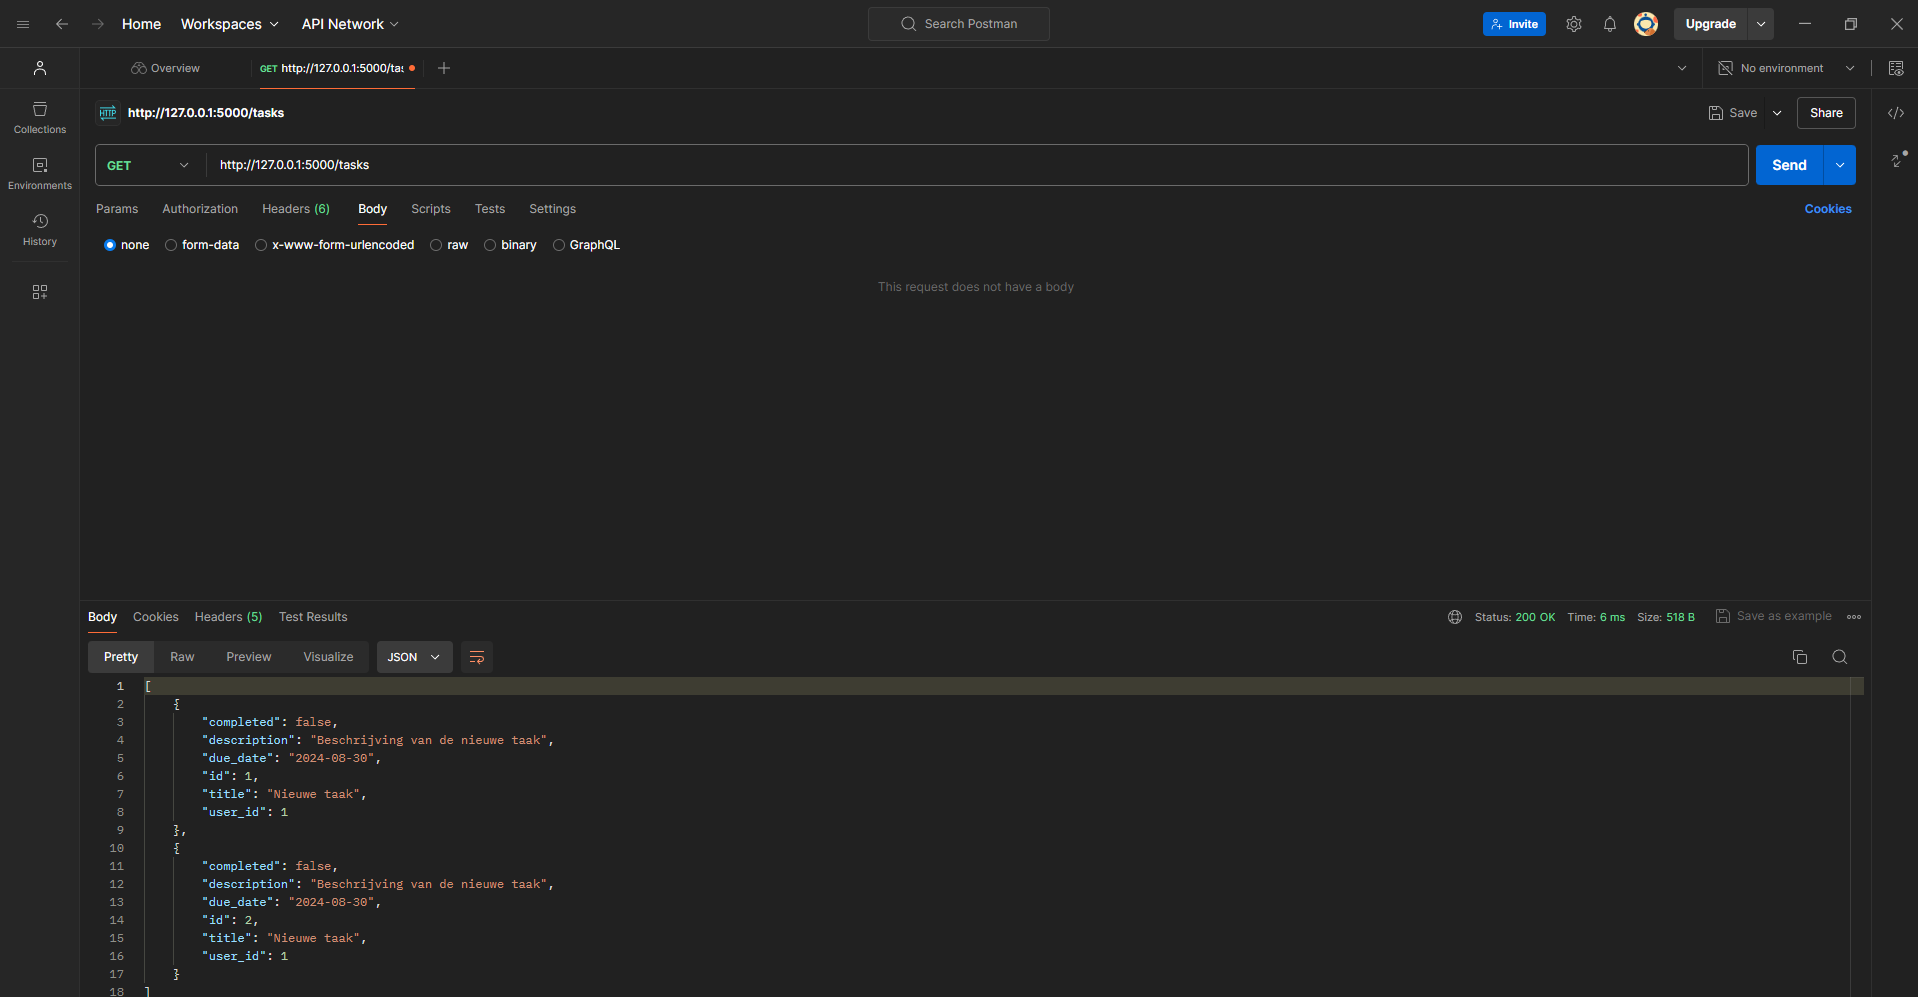 Home Workspaces API Network Search Postman Invite Upgrade
Overview GET http://127.0.0.1:5000/tas No environment
HTTP http://127.0.0.1:5000/tasks Save Share
Collections
GET http://127.0.0.1:5000/tasks Send
Environments
Params Authorization Headers (6) Body Scripts Tests Settings Cookies
History
none form-data x-www-form-urlencoded raw binary GraphQL
This request does not have a body
Body Cookies Headers (5) Test Results Status: 200 OK Time: 6 ms Size: 518 B Save as example
Pretty Raw Preview Visualize JSON
1 [
2 {
3 "completed": false,
4 "description": "Beschrijving van de nieuwe taak",
5 "due_date": "2024-08-30",
6 "id": 1,
7 "title": "Nieuwe taak",
8 "user_id": 1
9 },
10 {
11 "completed": false,
12 "description": "Beschrijving van de nieuwe taak",
13 "due_date": "2024-08-30",
14 "id": 2,
15 "title": "Nieuwe taak",
16 "user_id": 1
17 }
18 ]